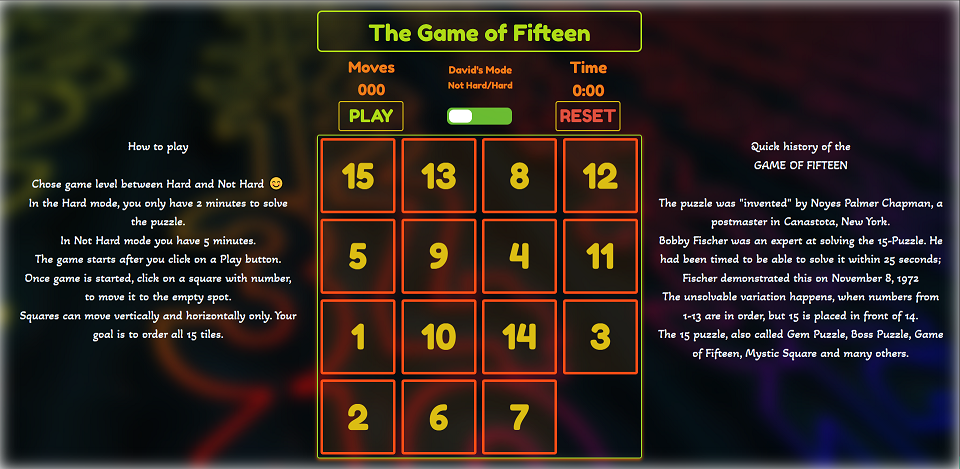 The Game of Fifteen
Moves
000
PLAY
David's Mode
Not Hard/Hard
Time
0:00
RESET
How to play
Chose game level between Hard and Not Hard 😊
In the Hard mode, you only have 2 minutes to solve
the puzzle.
In Not Hard mode you have 5 minutes.
The game starts after you click on a Play button.
Once game is started, click on a square with number,
to move it to the empty spot.
Squares can move vertically and horizontally only. Your
goal is to order all 15 tiles.
15 13 8 12
5 9 4 11
1 10 14 3
2 6 7
Quick history of the
GAME OF FIFTEEN
The puzzle was "invented" by Noyes Palmer Chapman, a
postmaster in Canastota, New York.
Bobby Fischer was an expert at solving the 15-Puzzle. He
had been timed to be able to solve it within 25 seconds;
Fischer demonstrated this on November 8, 1972
The unsolvable variation happens, when numbers from
1-13 are in order, but 15 is placed in front of 14.
The 15 puzzle, also called Gem Puzzle, Boss Puzzle, Game
of Fifteen, Mystic Square and many others.